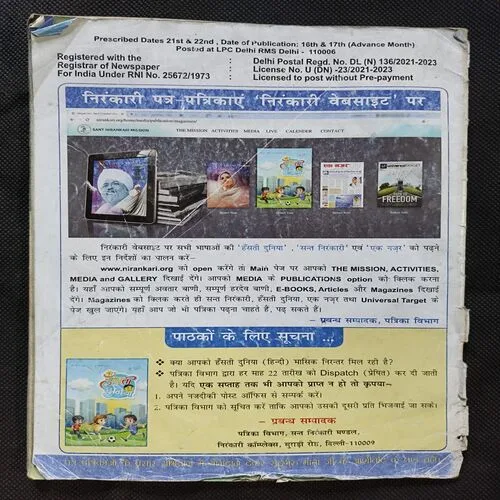 Prescribed Dates 21st & 22nd , Date of Publication: 16th & 17th (Advance Month)
Posted at LPC Delhi RMS Delhi - 110006
Registered with the
Registrar of Newspaper
For India Under RNI No. 25672/1973
: Delhi Postal Regd. No. DL (N) 136/2021-2023
: License No. U (DN) -23/2021-2023
: Licensed to post without Pre-payment
निरंकारी पत्र पत्रिकाएं 'निरंकारी वेबसाइट' पर
SANT NIRANKARI MISSION
THE MISSION ACTIVITIES MEDIA LIVE CALENDER CONTACT
एक नज़र
FREEDOM
निरंकारी वेबसाइट पर सभी भाषाओं की 'हँसती दुनिया' , 'सन्त निरंकारी' एवं 'एक नज़र' को पढ़ने
के लिए इन निर्देशों का पालन करें–
www.nirankari.org को open करेंगे तो Main पेज पर आपको THE MISSION, ACTIVITIES,
MEDIA and GALLERY दिखाई देंगे। आपको MEDIA के PUBLICATIONS option को क्लिक करना
है। यहाँ आपको सम्पूर्ण अवतार बाणी, सम्पूर्ण हरदेव बाणी, E-BOOKS, Articles और Magazines दिखाई
देंगे। Magazines को क्लिक करते ही सन्त निरंकारी, हँसती दुनिया, एक नज़र तथा Universal Target के
पेज खुल जाएंगे। यहाँ आप जो भी पत्रिका पढ़ना चाहते हैं, पढ़ सकते हैं।
– प्रबन्ध सम्पादक, पत्रिका विभाग
पाठकों के लिए सूचना ...
❖ क्या आपको हँसती दुनिया (हिन्दी) मासिक निरन्तर मिल रही है?
❖ पत्रिका विभाग द्वारा हर माह 22 तारीख को Dispatch (प्रेषित) कर दी जाती
है। यदि एक सप्ताह तक भी आपको प्राप्त न हो तो कृपया~
1. अपने नजदीकी पोस्ट ऑफिस से सम्पर्क करें।
2. पत्रिका विभाग को सूचित करें ताकि आपको उसकी दूसरी प्रति भिजवाई जा सके।
– प्रबन्ध सम्पादक
पत्रिका विभाग, सन्त निरंकारी मण्डल,
निरंकारी कॉम्प्लेक्स, बुराड़ी रोड, दिल्ली-110009